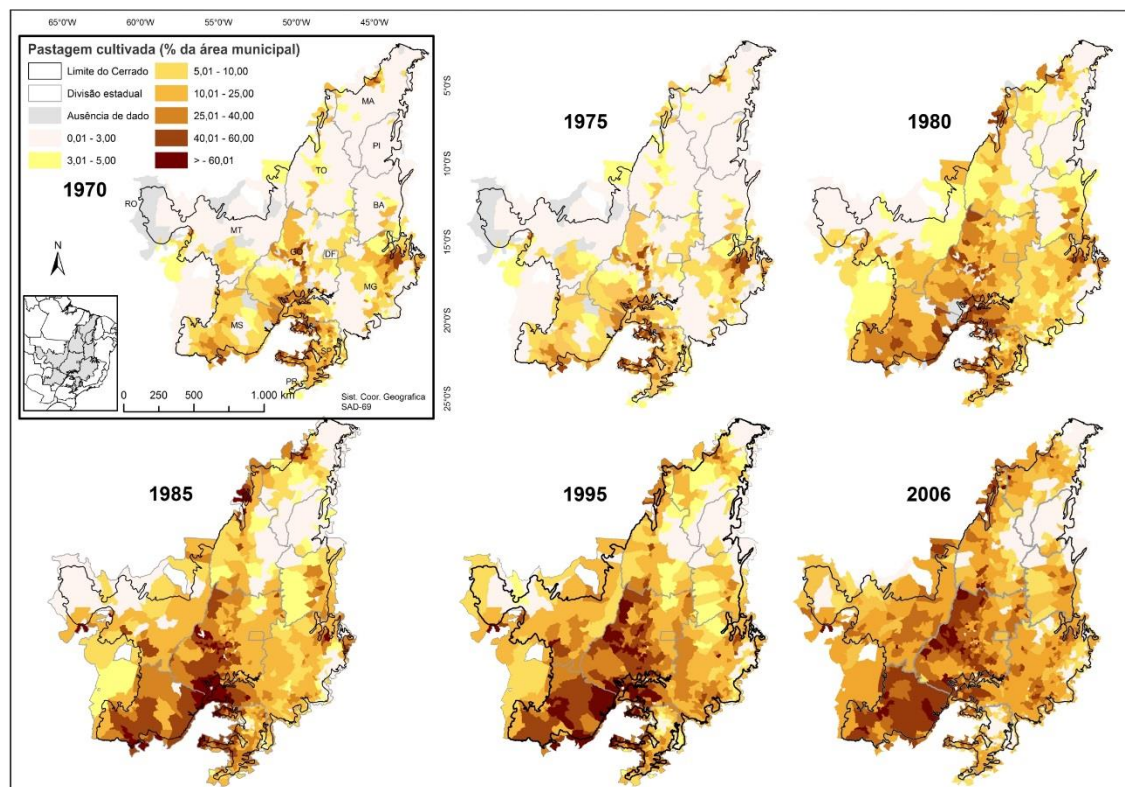 65°W 60°0'W 55°0'W 50°0'W 45°0'W
Pastagem cultivada (% da área municipal)
Limite do Cerrado
Divisão estadual
Ausência de dado
0,01 - 3,00
3,01 - 5,00
5,01 - 10,00
10,01 - 25,00
25,01 - 40,00
40,01 - 60,00
> - 60,01
1970
N
RO
MT
MS
MA
PI
TO
BA
GO
DF
MG
SP
PR
0 250 500 1.000 km
Sist. Coor. Geografica
SAD-69
5°0'S
10°0'S
15°0'S
20°0'S
25°0'S
1975
1980
1985
1995
2006